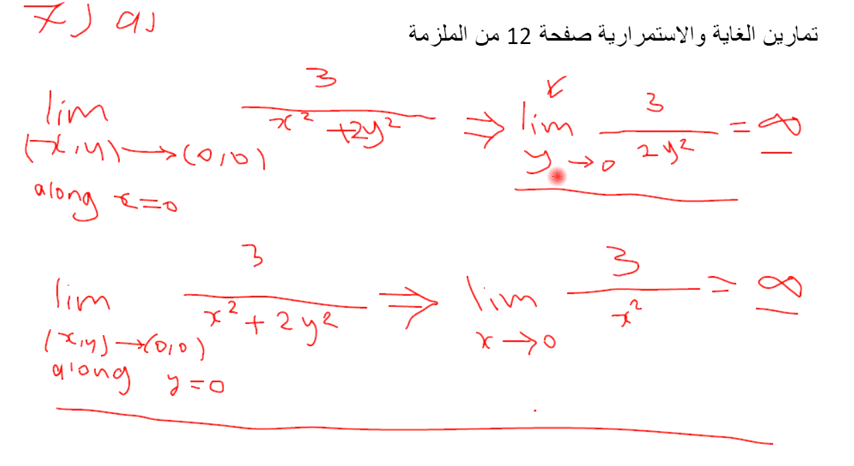 7) a)
تمارين الغاية والاستمرارية صفحة 12 من الملزمة
lim (x,y)→(0,0) along x=0 3/(x² + 2y²) ⇒ lim y→0 3/(2y²) = ∞
lim (x,y)→(0,0) along y=0 3/(x² + 2y²) ⇒ lim x→0 3/x² = ∞